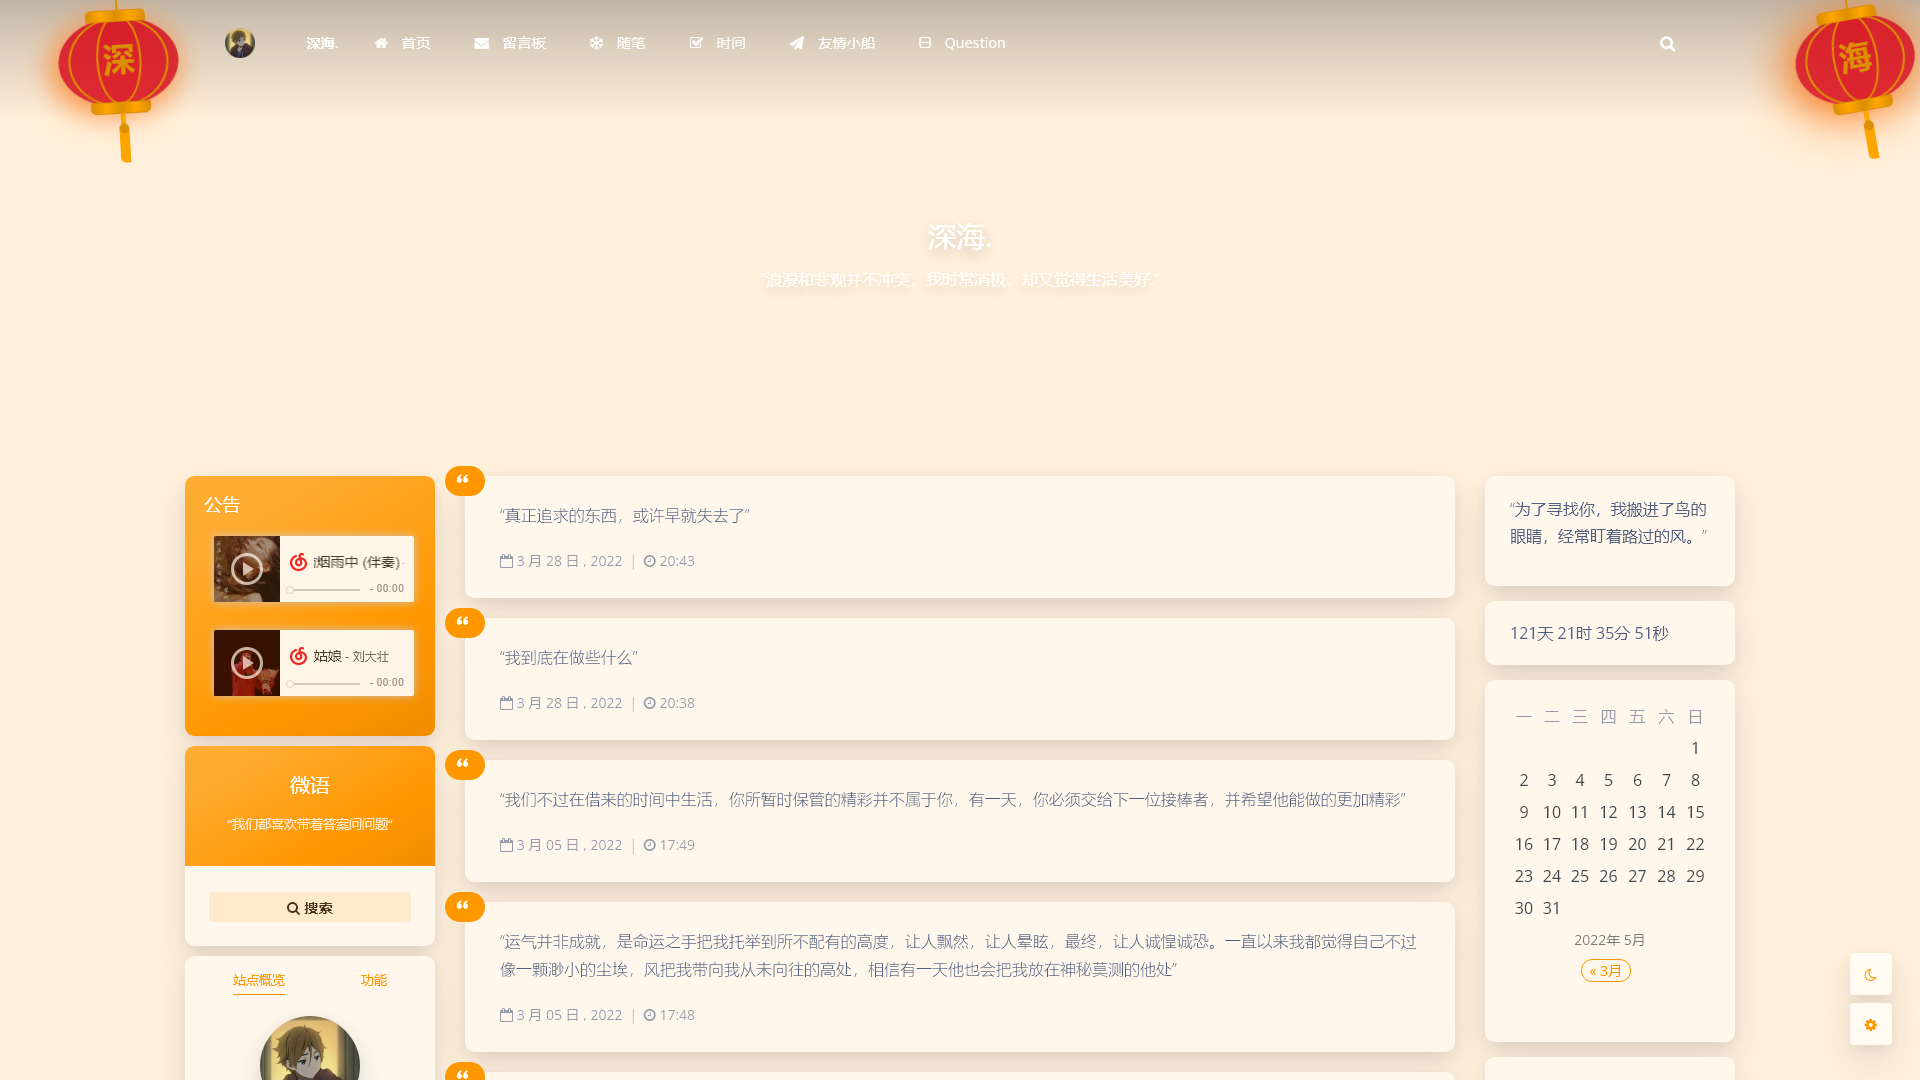 深
海
深海.
首页
留言板
随笔
时间
友情小船
Question
深海.
“浪漫和悲观并不冲突，我时常消极，却又觉得生活美好.”
公告
烟雨中 (伴奏)
- 00:00
姑娘 - 刘大壮
- 00:00
微语
“我们都喜欢带着答案问问题”
搜索
站点概览
功能
“真正追求的东西，或许早就失去了”
3 月 28 日 , 2022 | 20:43
“我到底在做些什么”
3 月 28 日 , 2022 | 20:38
“我们不过在借来的时间中生活，你所暂时保管的精彩并不属于你，有一天，你必须交给下一位接棒者，并希望他能做的更加精彩”
3 月 05 日 , 2022 | 17:49
“运气并非成就，是命运之手把我托举到所不配有的高度，让人飘然，让人晕眩，最终，让人诚惶诚恐。一直以来我都觉得自己不过
像一颗渺小的尘埃，风把我带向我从未向往的高处，相信有一天他也会把我放在神秘莫测的他处”
3 月 05 日 , 2022 | 17:48
“为了寻找你，我搬进了鸟的
眼睛，经常盯着路过的风。”
121天 21时 35分 51秒
一 二 三 四 五 六 日
1
2 3 4 5 6 7 8
9 10 11 12 13 14 15
16 17 18 19 20 21 22
23 24 25 26 27 28 29
30 31
2022年 5月
« 3月